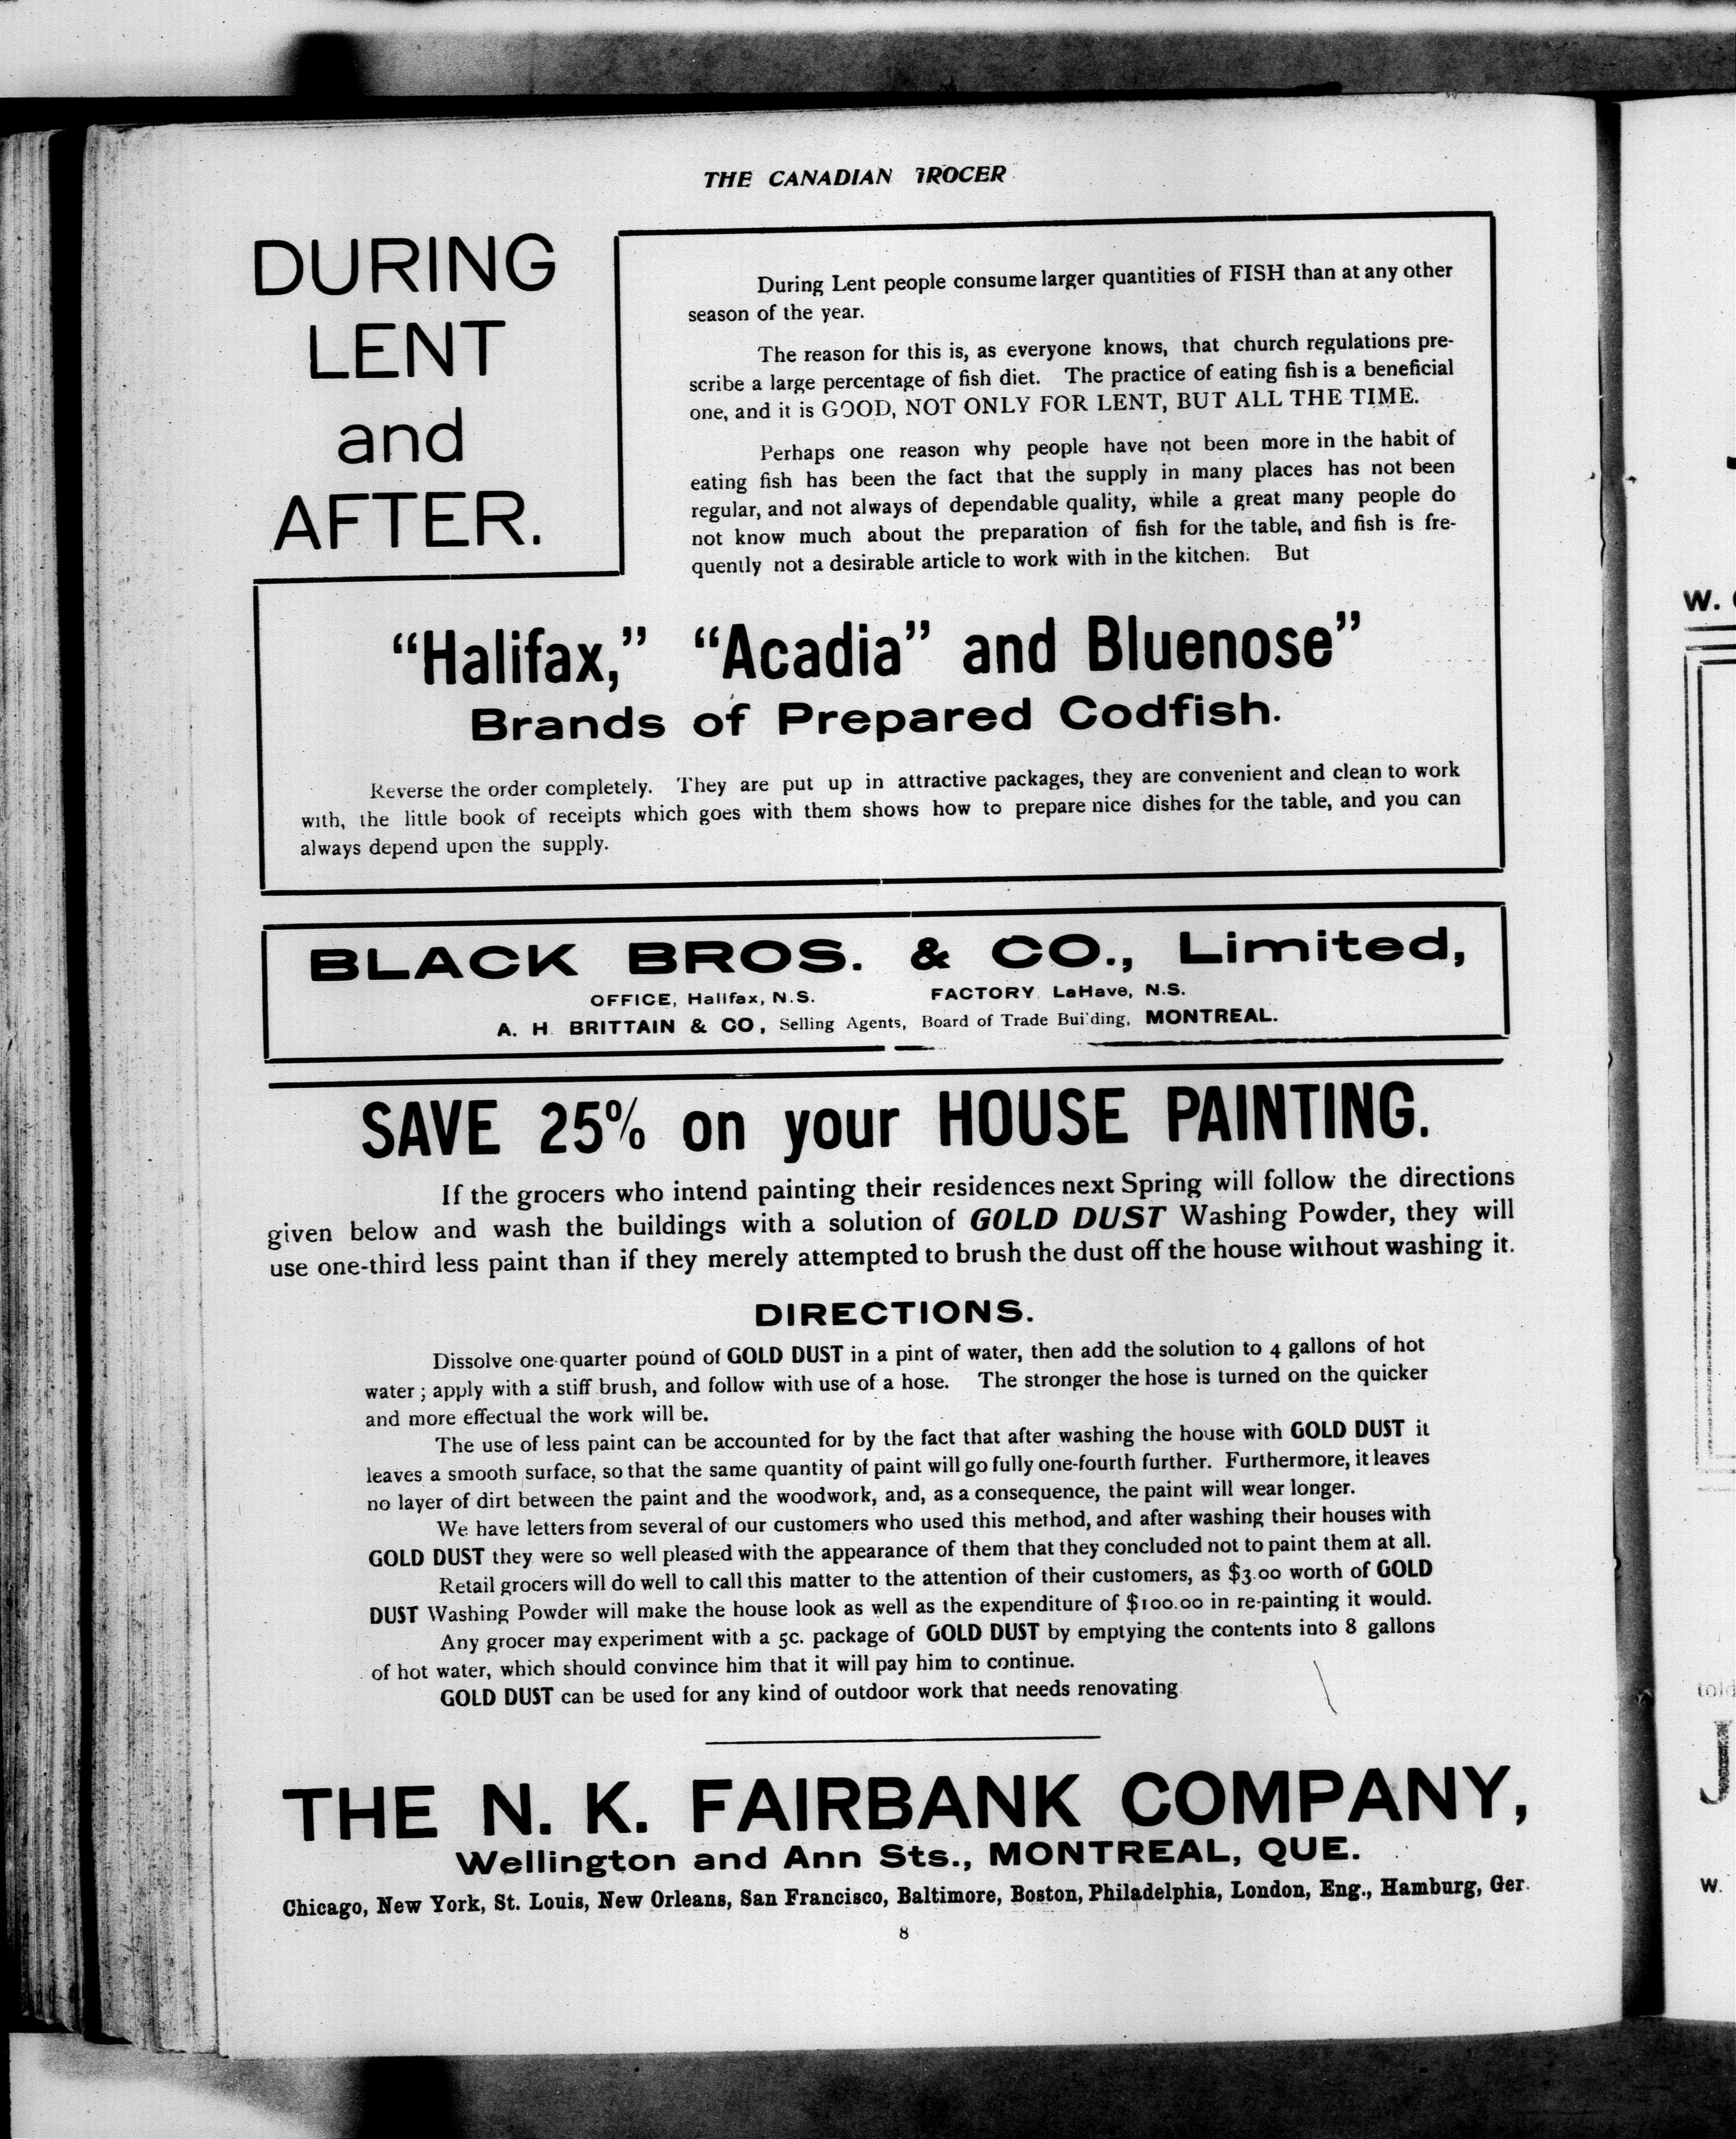 THE CANADIAN GROCER
DURING
LENT
and
AFTER.
During Lent people consume larger quantities of FISH than at any other
season of the year.
The reason for this is, as everyone knows, that church regulations pre-
scribe a large percentage of fish diet. The practice of eating fish is a beneficial
one, and it is GOOD, NOT ONLY FOR LENT, BUT ALL THE TIME.
Perhaps one reason why people have not been more in the habit of
eating fish has been the fact that the supply in many places has not been
regular, and not always of dependable quality, while a great many people do
not know much about the preparation of fish for the table, and fish is fre-
quently not a desirable article to work with in the kitchen. But
“Halifax,” “Acadia” and Bluenose”
Brands of Prepared Codfish.
Reverse the order completely. They are put up in attractive packages, they are convenient and clean to work
with, the little book of receipts which goes with them shows how to prepare nice dishes for the table, and you can
always depend upon the supply.
BLACK BROS. & CO., Limited,
OFFICE, Halifax, N.S. FACTORY, LaHave, N.S.
A. H. BRITTAIN & CO, Selling Agents, Board of Trade Building, MONTREAL.
SAVE 25% on your HOUSE PAINTING.
If the grocers who intend painting their residences next Spring will follow the directions
given below and wash the buildings with a solution of GOLD DUST Washing Powder, they will
use one-third less paint than if they merely attempted to brush the dust off the house without washing it.
DIRECTIONS.
Dissolve one-quarter pound of GOLD DUST in a pint of water, then add the solution to 4 gallons of hot
water; apply with a stiff brush, and follow with use of a hose. The stronger the hose is turned on the quicker
and more effectual the work will be.
The use of less paint can be accounted for by the fact that after washing the house with GOLD DUST it
leaves a smooth surface, so that the same quantity of paint will go fully one-fourth further. Furthermore, it leaves
no layer of dirt between the paint and the woodwork, and, as a consequence, the paint will wear longer.
We have letters from several of our customers who used this method, and after washing their houses with
GOLD DUST they were so well pleased with the appearance of them that they concluded not to paint them at all.
Retail grocers will do well to call this matter to the attention of their customers, as $3.00 worth of GOLD
DUST Washing Powder will make the house look as well as the expenditure of $100.00 in re-painting it would.
Any grocer may experiment with a 5c. package of GOLD DUST by emptying the contents into 8 gallons
of hot water, which should convince him that it will pay him to continue.
GOLD DUST can be used for any kind of outdoor work that needs renovating
THE N. K. FAIRBANK COMPANY,
Wellington and Ann Sts., MONTREAL, QUE.
Chicago, New York, St. Louis, New Orleans, San Francisco, Baltimore, Boston, Philadelphia, London, Eng., Hamburg, Ger.
8
W.
told
J
W.